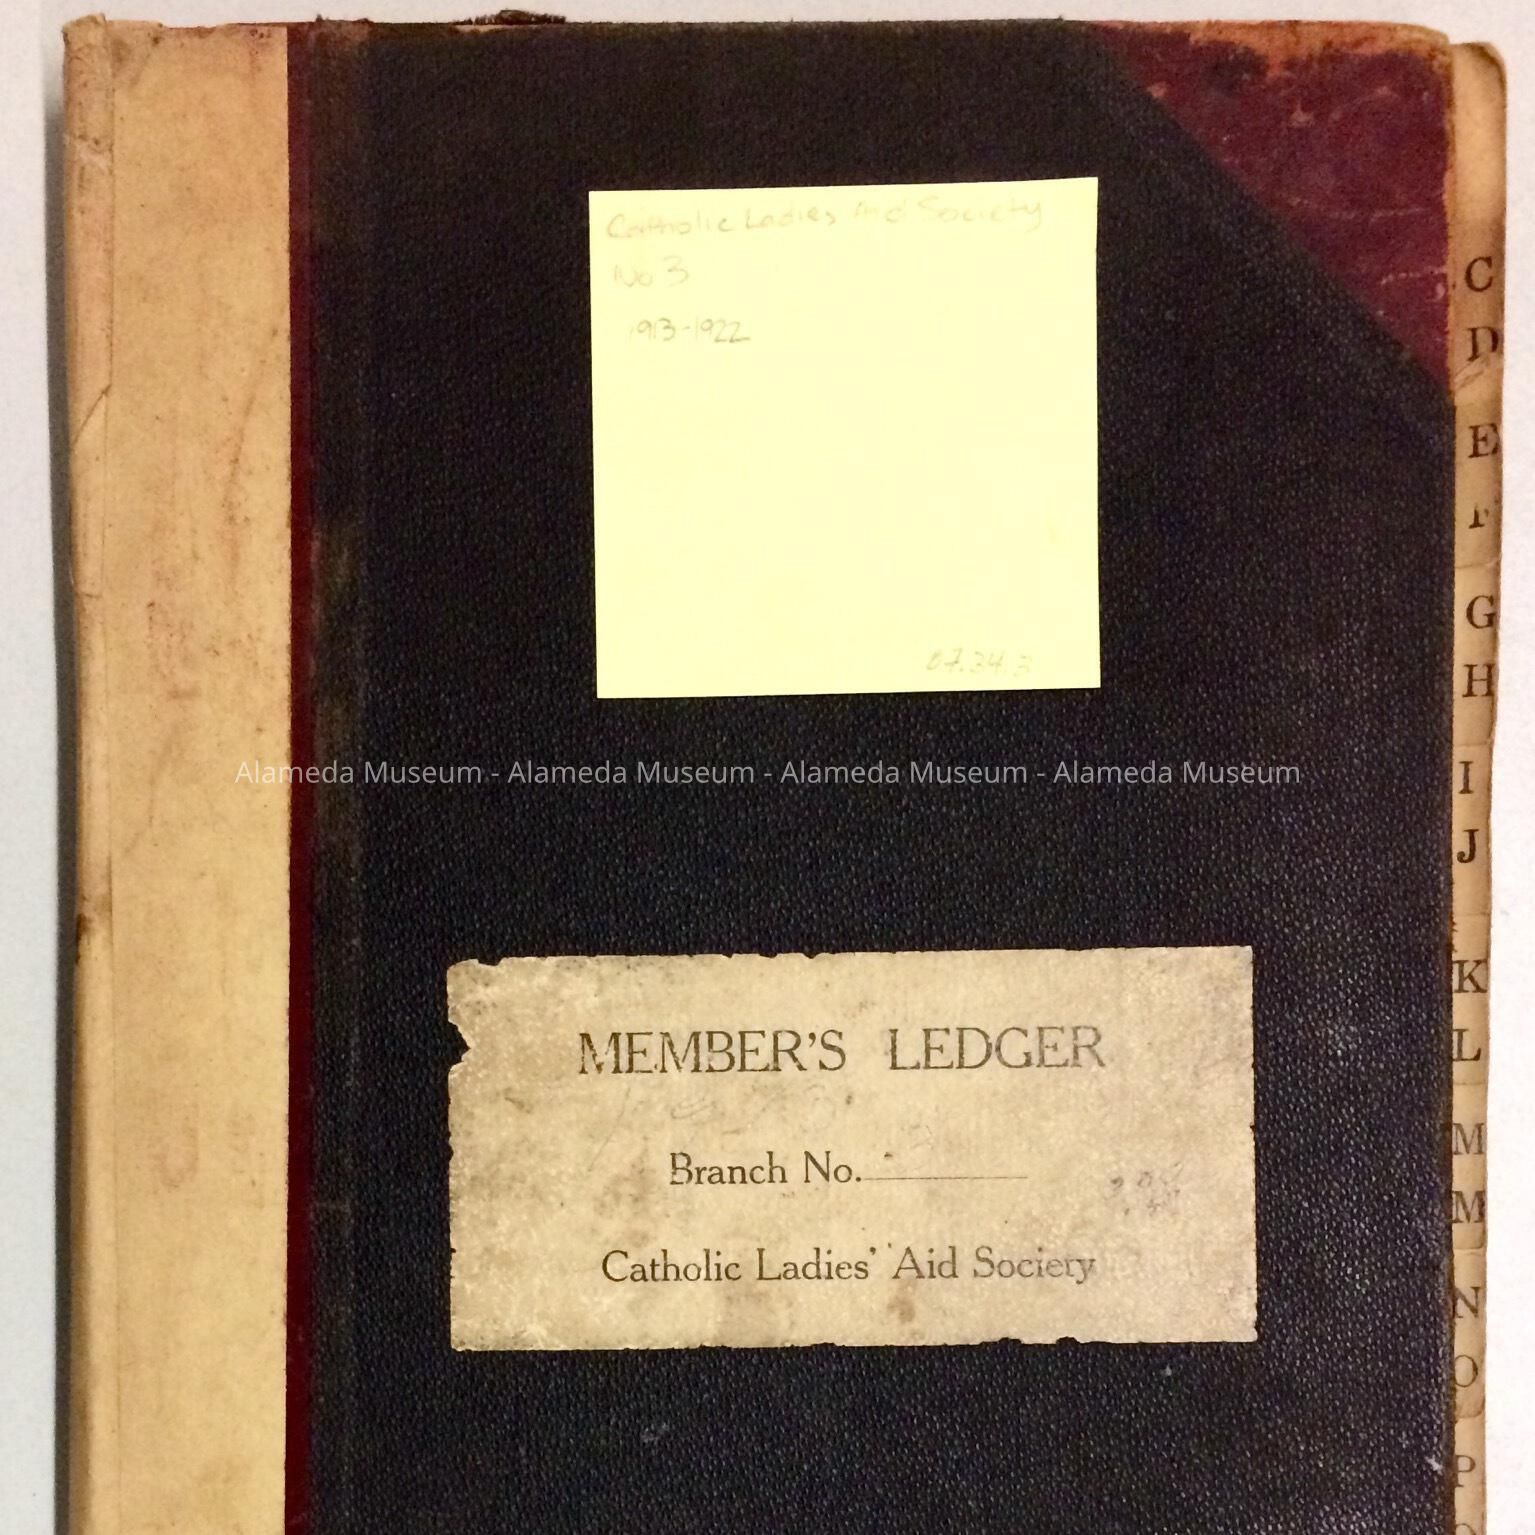 Catholic Ladies Aid Society
No 3
1913-1922
07.34.3
Alameda Museum - Alameda Museum - Alameda Museum - Alameda Museum
MEMBER'S LEDGER
Branch No.
Catholic Ladies' Aid Society
C
D
E
F
G
H
I
J
K
L
M
M
N
O
P